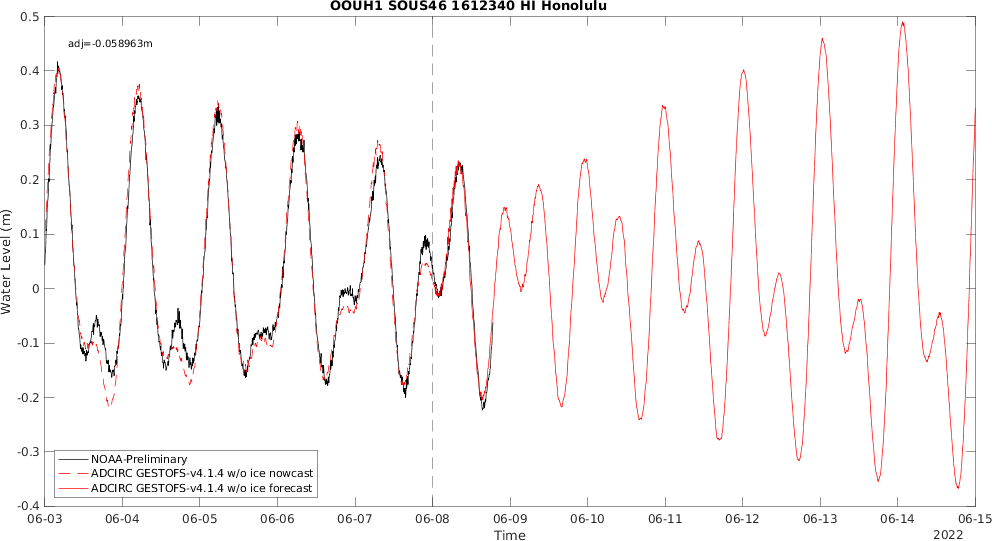 OOUH1 SOUS46 1612340 HI Honolulu
adj=-0.058963m
0.5
0.4
0.3
0.2
0.1
0
-0.1
-0.2
-0.3
-0.4
Water Level (m)
NOAA-Preliminary
ADCIRC GESTOFS-v4.1.4 w/o ice nowcast
ADCIRC GESTOFS-v4.1.4 w/o ice forecast
06-03 06-04 06-05 06-06 06-07 06-08 06-09 06-10 06-11 06-12 06-13 06-14 06-15
Time
2022